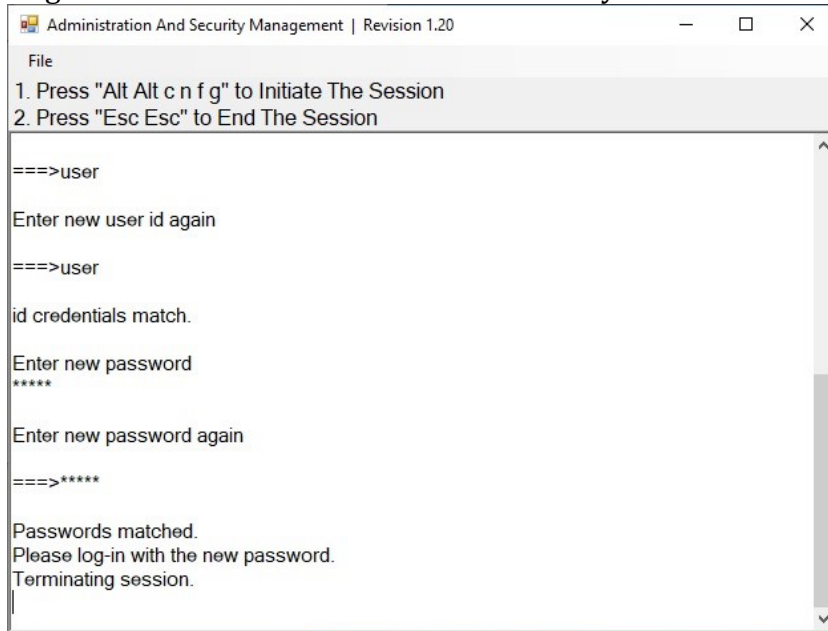 Administration And Security Management | Revision 1.20
File
1. Press "Alt Alt c n f g" to Initiate The Session
2. Press "Esc Esc" to End The Session
===>user
Enter new user id again
===>user
id credentials match.
Enter new password
*****
Enter new password again
===>*****
Passwords matched.
Please log-in with the new password.
Terminating session.